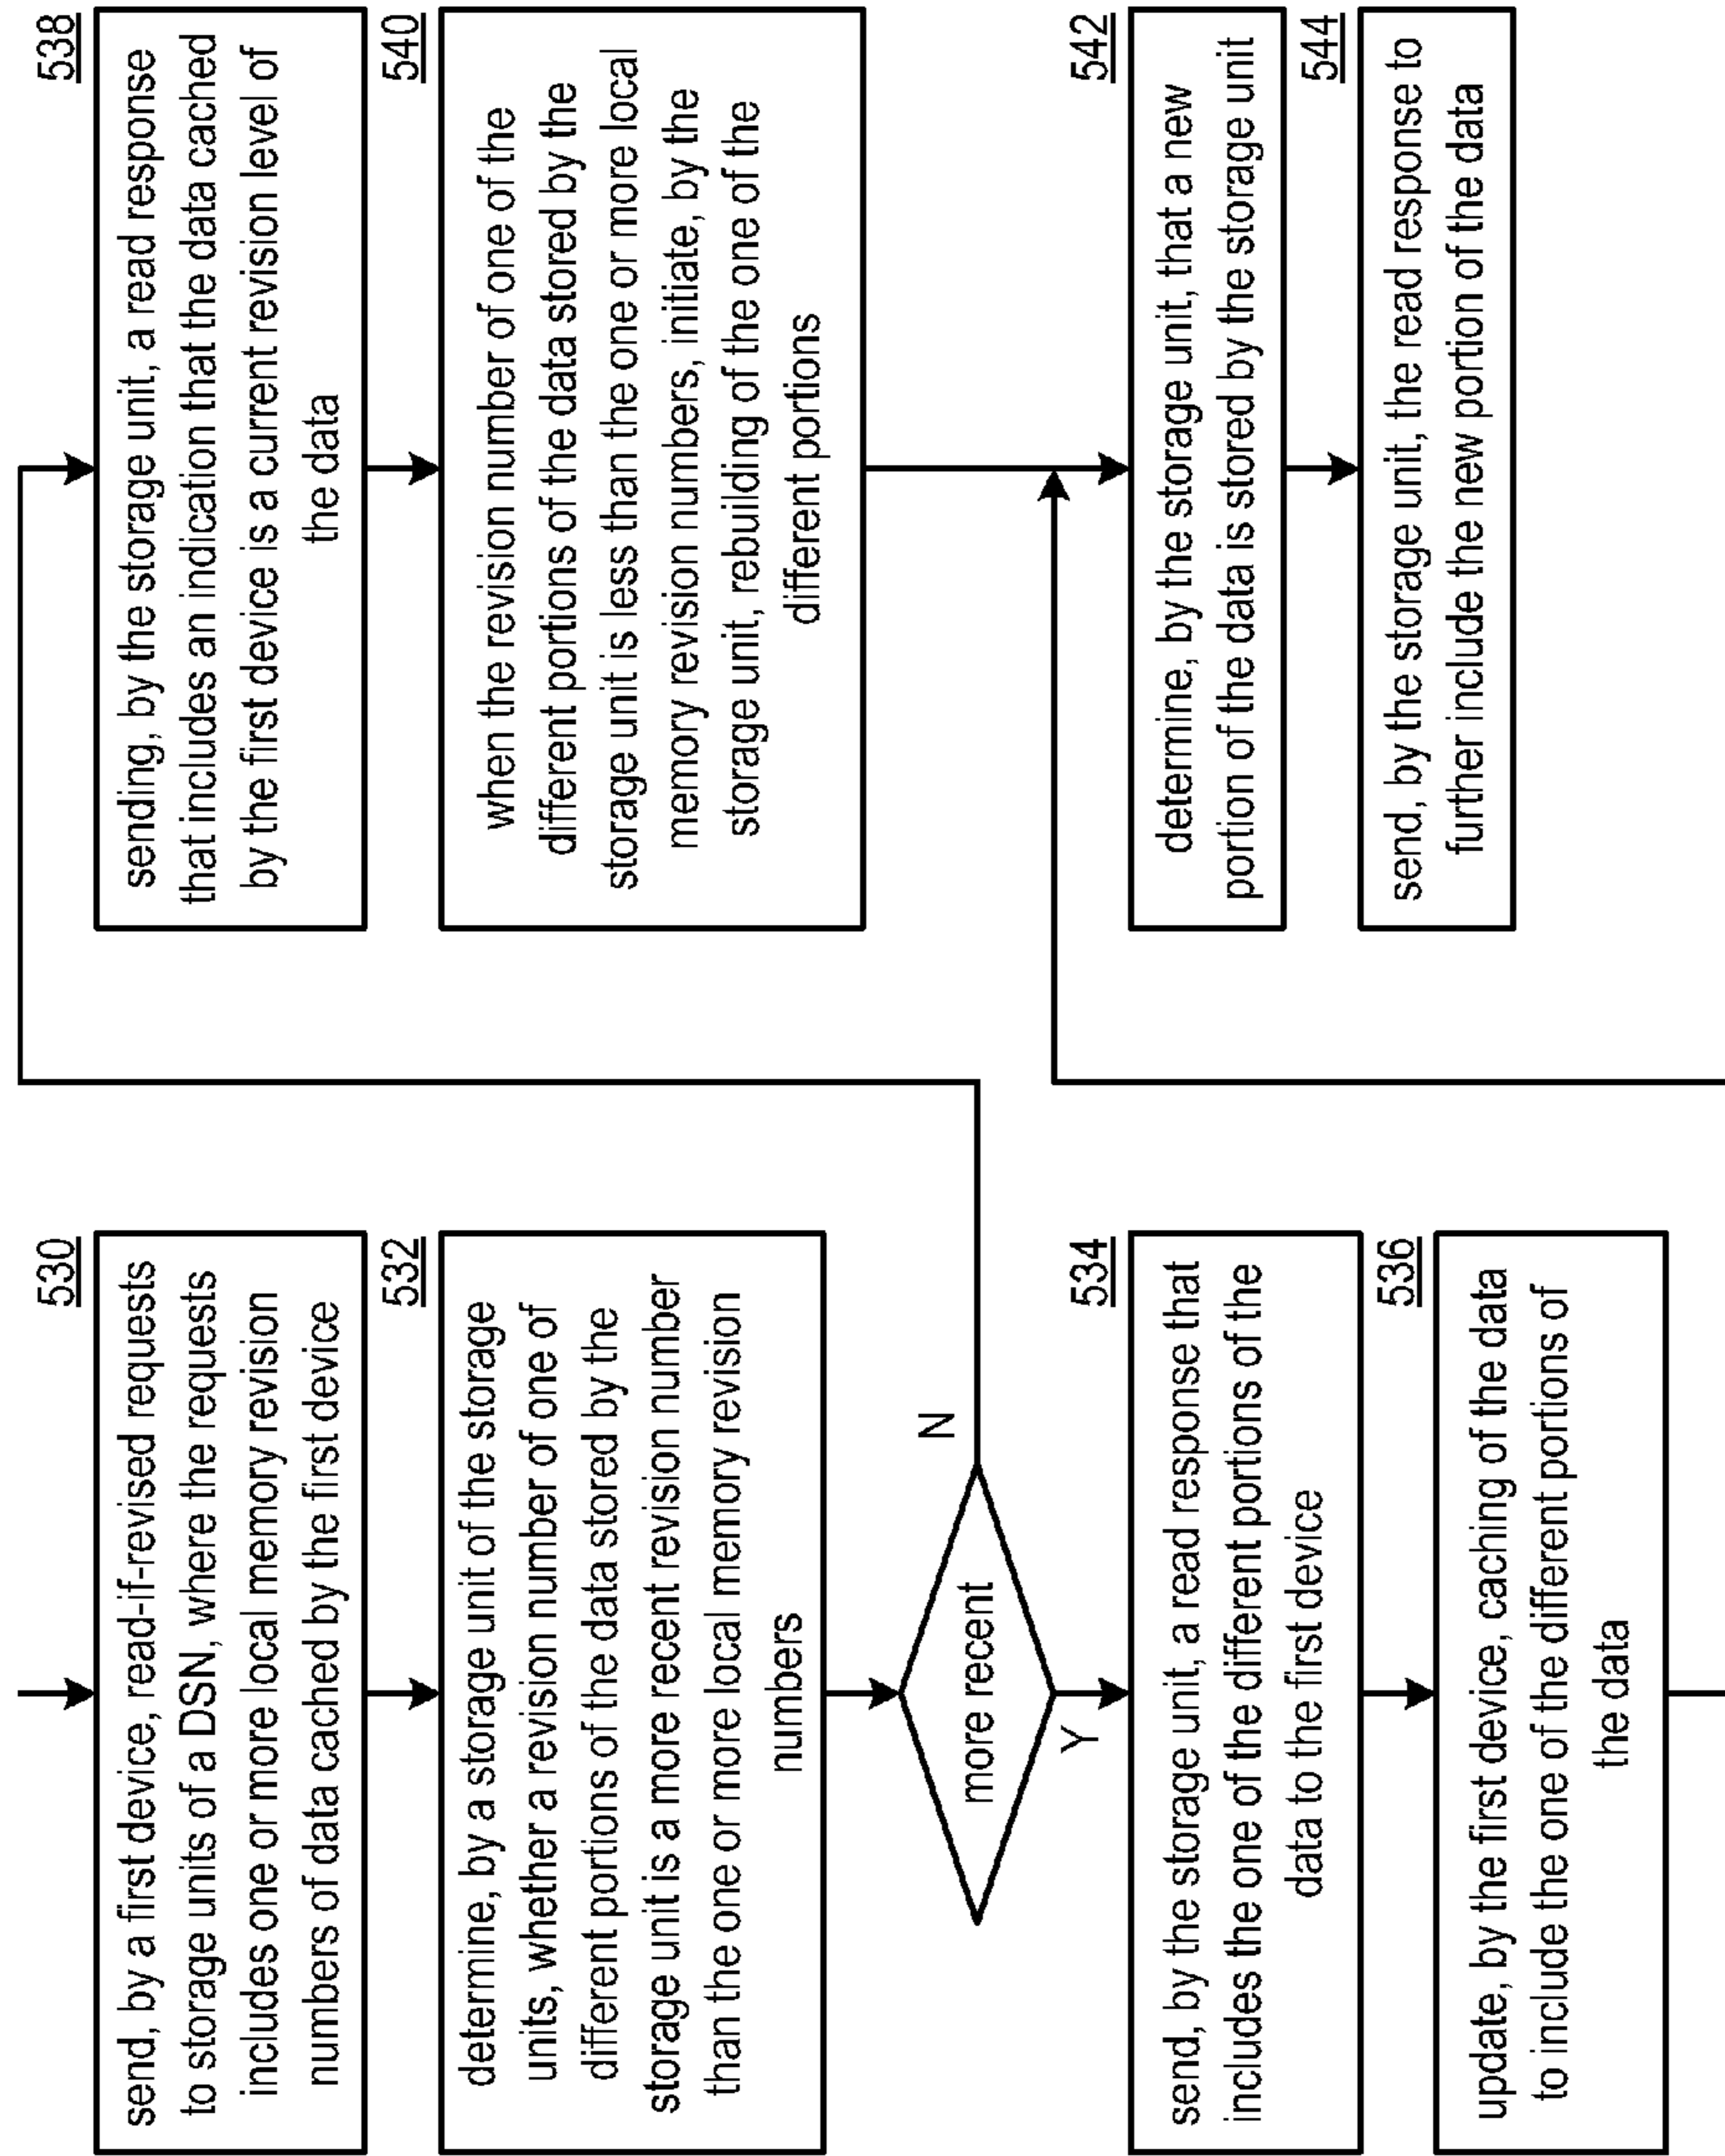 530
send, by a first device, read-if-revised requests
to storage units of a DSN, where the requests
includes one or more local memory revision
numbers of data cached by the first device
532
determine, by a storage unit of the storage
units, whether a revision number of one of
different portions of the data stored by the
storage unit is a more recent revision number
than the one or more local memory revision
numbers
more recent
N
Y
534
send, by the storage unit, a read response that
includes the one of the different portions of the
data to the first device
536
update, by the first device, caching of the data
to include the one of the different portions of
the data
538
sending, by the storage unit, a read response
that includes an indication that the data cached
by the first device is a current revision level of
the data
540
when the revision number of one of the
different portions of the data stored by the
storage unit is less than the one or more local
memory revision numbers, initiate, by the
storage unit, rebuilding of the one of the
different portions
542
determine, by the storage unit, that a new
portion of the data is stored by the storage unit
544
send, by the storage unit, the read response to
further include the new portion of the data